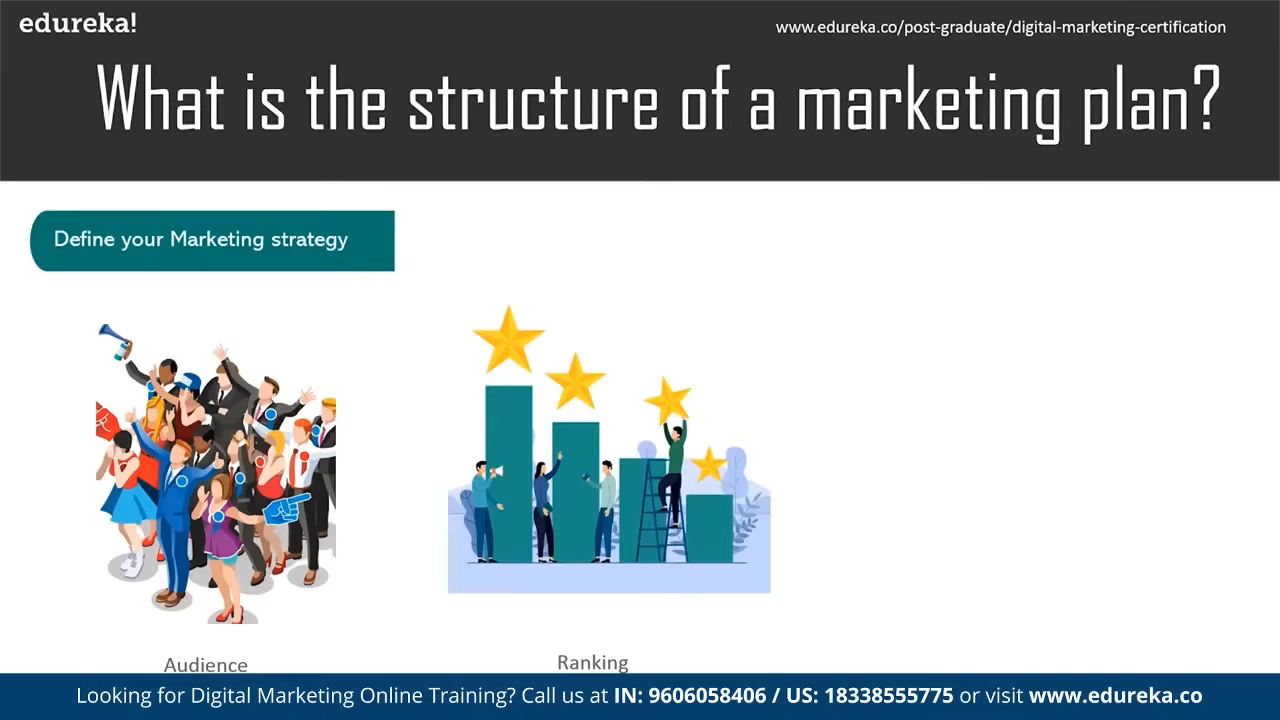 edureka!
www.edureka.co/post-graduate/digital-marketing-certification
What is the structure of a marketing plan?
Define your Marketing strategy
Audience
Ranking
Looking for Digital Marketing Online Training? Call us at IN: 9606058406 / US: 18338555775 or visit www.edureka.co